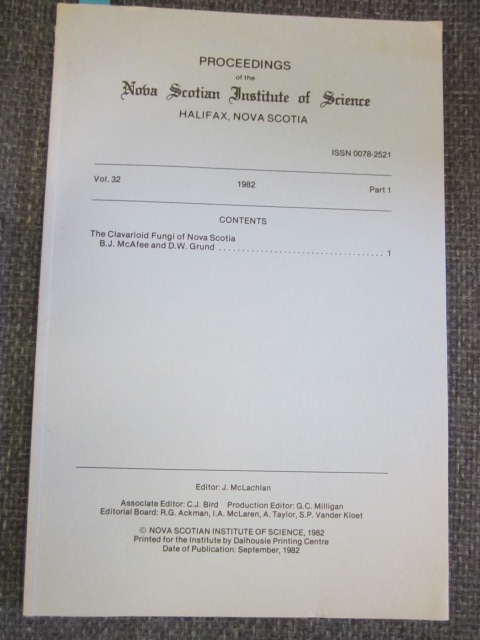 PROCEEDINGS
of the
Nova Scotian Institute of Science
HALIFAX, NOVA SCOTIA
ISSN 0078-2521
Vol. 32 1982 Part 1
CONTENTS
The Clavarioid Fungi of Nova Scotia
B.J. McAfee and D.W. Grund .................................... 1
Editor: J. McLachlan
Associate Editor: C.J. Bird Production Editor: G.C. Milligan
Editorial Board: R.G. Ackman, I.A. McLaren, A. Taylor, S.P. Vander Kloet
© NOVA SCOTIAN INSTITUTE OF SCIENCE, 1982
Printed for the Institute by Dalhousie Printing Centre
Date of Publication: September, 1982